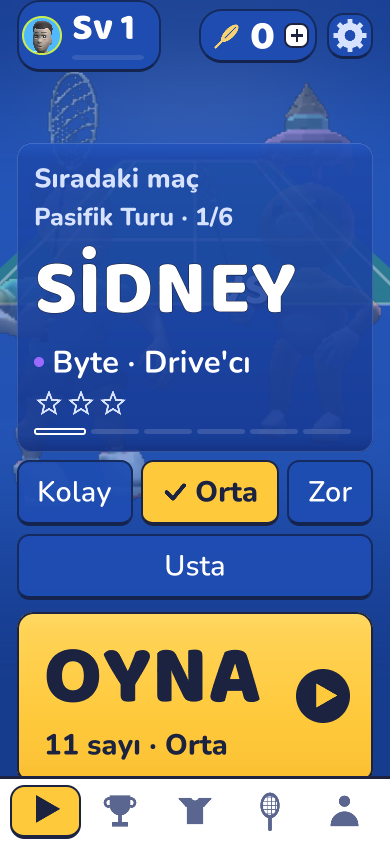 Sv 1
0
Sıradaki maç
Pasifik Turu · 1/6
SİDNEY
Byte · Drive'cı
Kolay
Orta
Zor
Usta
OYNA
11 sayı · Orta